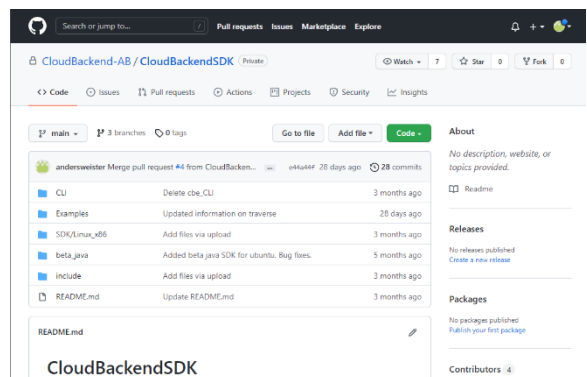 Search or jump to... /
Pull requests Issues Marketplace Explore
CloudBackend-AB / CloudBackendSDK Private
Watch 7 Star 0 Fork 0
Code Issues Pull requests Actions Projects Security Insights
main 3 branches 0 tags Go to file Add file Code
andersweister Merge pull request #4 from CloudBacken... ... 28 days ago 28 commits
CLI Delete cbe_CLI 3 months ago
Examples Updated information on traverse 28 days ago
SDK/Linux_x86 Add files via upload 3 months ago
beta_java Added beta java SDK for ubuntu. Bug fixes. 5 months ago
include Add files via upload 3 months ago
README.md Update README.md 3 months ago
README.md
CloudBackendSDK
About
No description, website, or
topics provided.
Readme
Releases
No releases published
Create a new release
Packages
No packages published
Publish your first package
Contributors 4